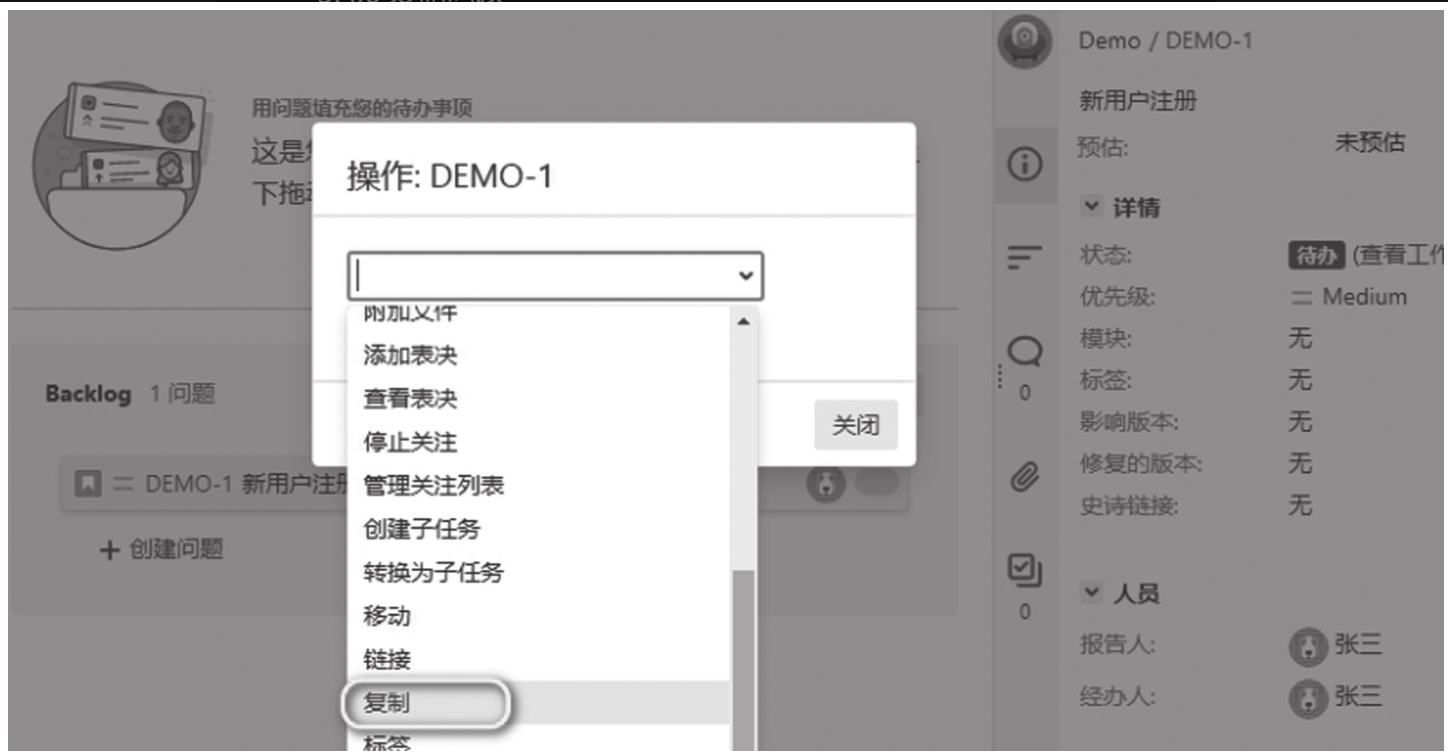 用问题填充您的待办事项
这是
下拖
操作: DEMO-1
附加文件
添加表决
查看表决
停止关注
管理关注列表
创建子任务
转换为子任务
移动
链接
复制
标签
关闭
Backlog 1 问题
DEMO-1 新用户注册
+ 创建问题
0
0
Demo / DEMO-1
新用户注册
预估: 未预估
详情
状态: 待办 (查看工作
优先级: Medium
模块: 无
标签: 无
影响版本: 无
修复的版本: 无
史诗链接: 无
人员
报告人: 张三
经办人: 张三